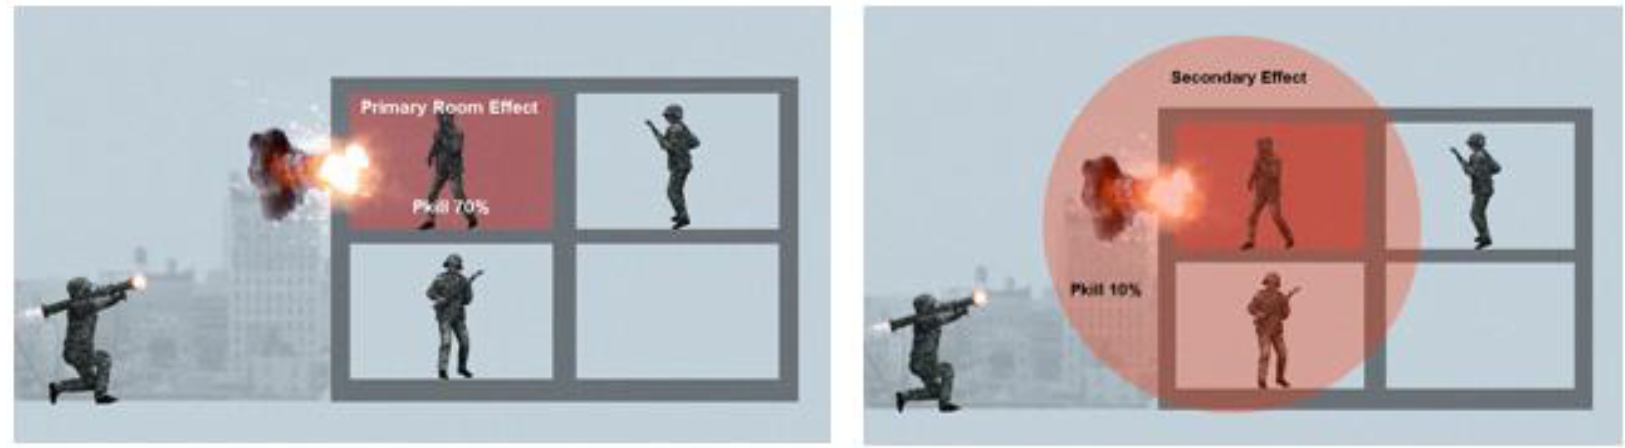 Primary Room Effect
Pkill 70%
Secondary Effect
Pkill 10%